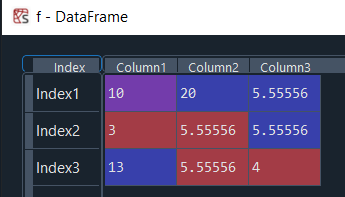 f - DataFrame
Index Column1 Column2 Column3
Index1 10 20 5.55556
Index2 3 5.55556 5.55556
Index3 13 5.55556 4